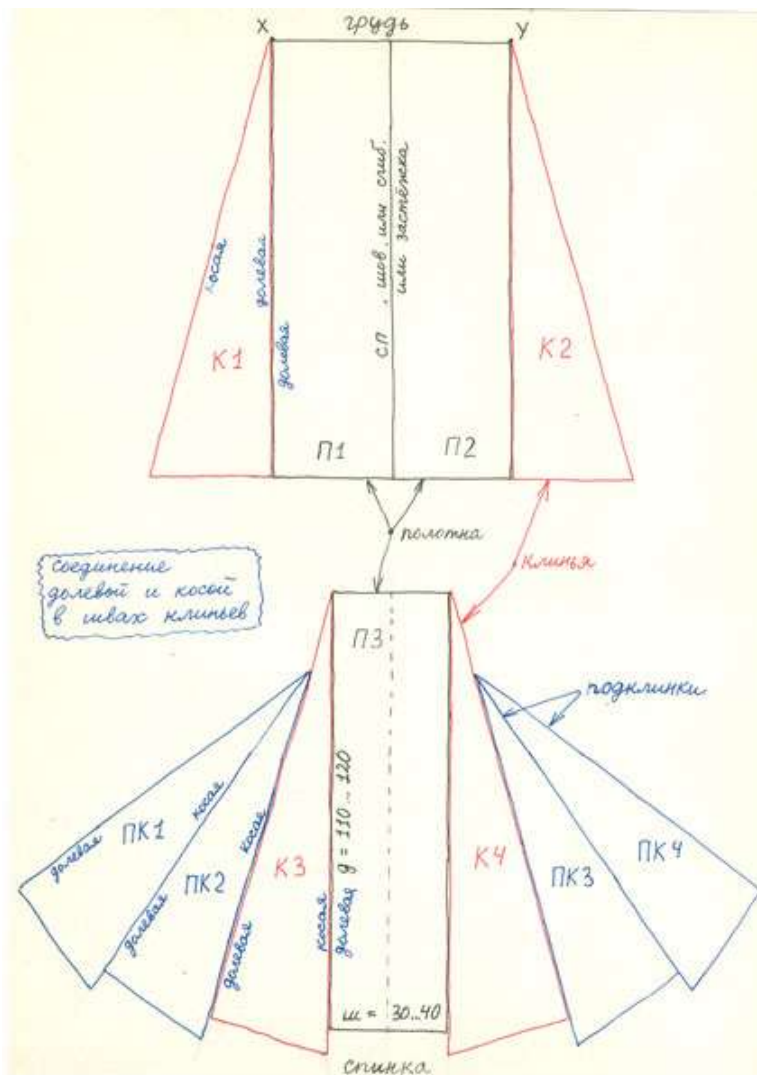 X грудь У
косая
долевая
долевая
СП, шов. или сгиб.
или застёжка
К1
К2
П1
П2
полотна
клинья
соединение
долевой и косой
в швах клиньев
П3
подклинки
долевая
ПК1
косая
долевая
ПК2
косая
долевая
К3
косая
долевая д = 110...120
К4
ПК3
ПК4
ш = 30..40
спинка